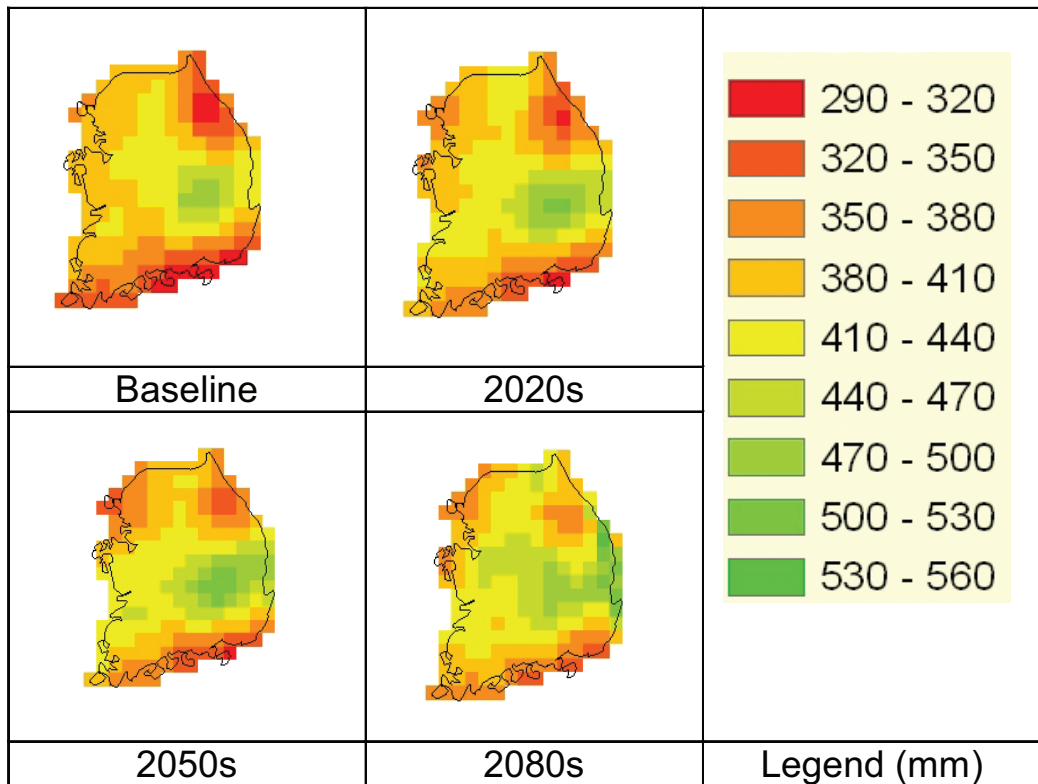 290 - 320
320 - 350
350 - 380
380 - 410
410 - 440
440 - 470
470 - 500
500 - 530
530 - 560
Baseline
2020s
2050s
2080s
Legend (mm)